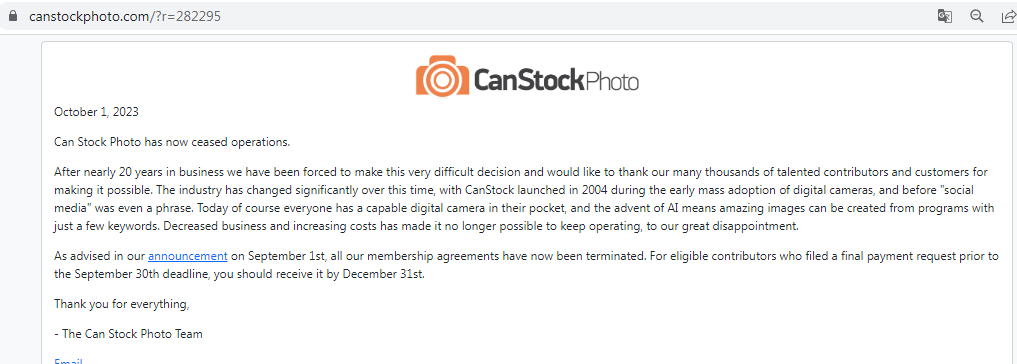 canstockphoto.com/?r=282295
CanStockPhoto
October 1, 2023
Can Stock Photo has now ceased operations.
After nearly 20 years in business we have been forced to make this very difficult decision and would like to thank our many thousands of talented contributors and customers for
making it possible. The industry has changed significantly over this time, with CanStock launched in 2004 during the early mass adoption of digital cameras, and before "social
media" was even a phrase. Today of course everyone has a capable digital camera in their pocket, and the advent of AI means amazing images can be created from programs with
just a few keywords. Decreased business and increasing costs has made it no longer possible to keep operating, to our great disappointment.
As advised in our announcement on September 1st, all our membership agreements have now been terminated. For eligible contributors who filed a final payment request prior to
the September 30th deadline, you should receive it by December 31st.
Thank you for everything,
- The Can Stock Photo Team
Email